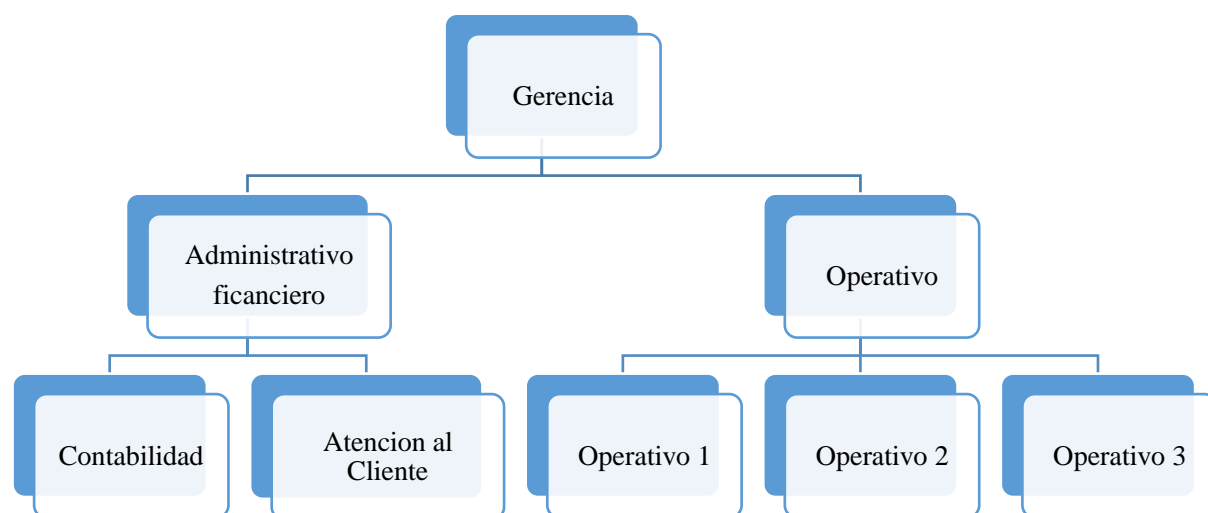 Gerencia
Administrativo
ficanciero
Operativo
Contabilidad
Atencion al
Cliente
Operativo 1
Operativo 2
Operativo 3